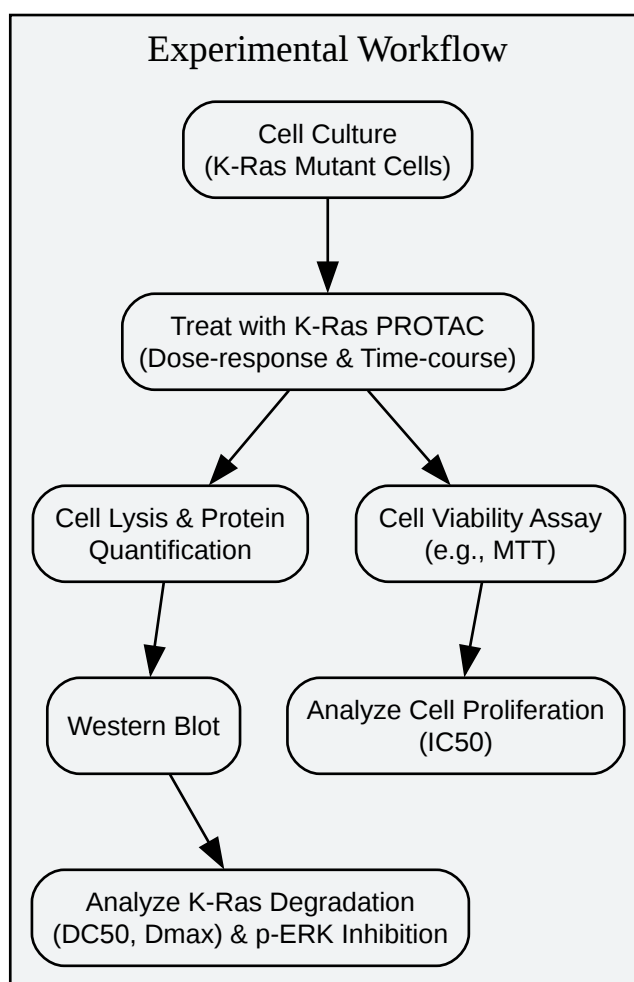 Experimental Workflow
Cell Culture
(K-Ras Mutant Cells)
Treat with K-Ras PROTAC
(Dose-response & Time-course)
Cell Lysis & Protein
Quantification
Cell Viability Assay
(e.g., MTT)
Western Blot
Analyze Cell Proliferation
(IC50)
Analyze K-Ras Degradation
(DC50, Dmax) & p-ERK Inhibition